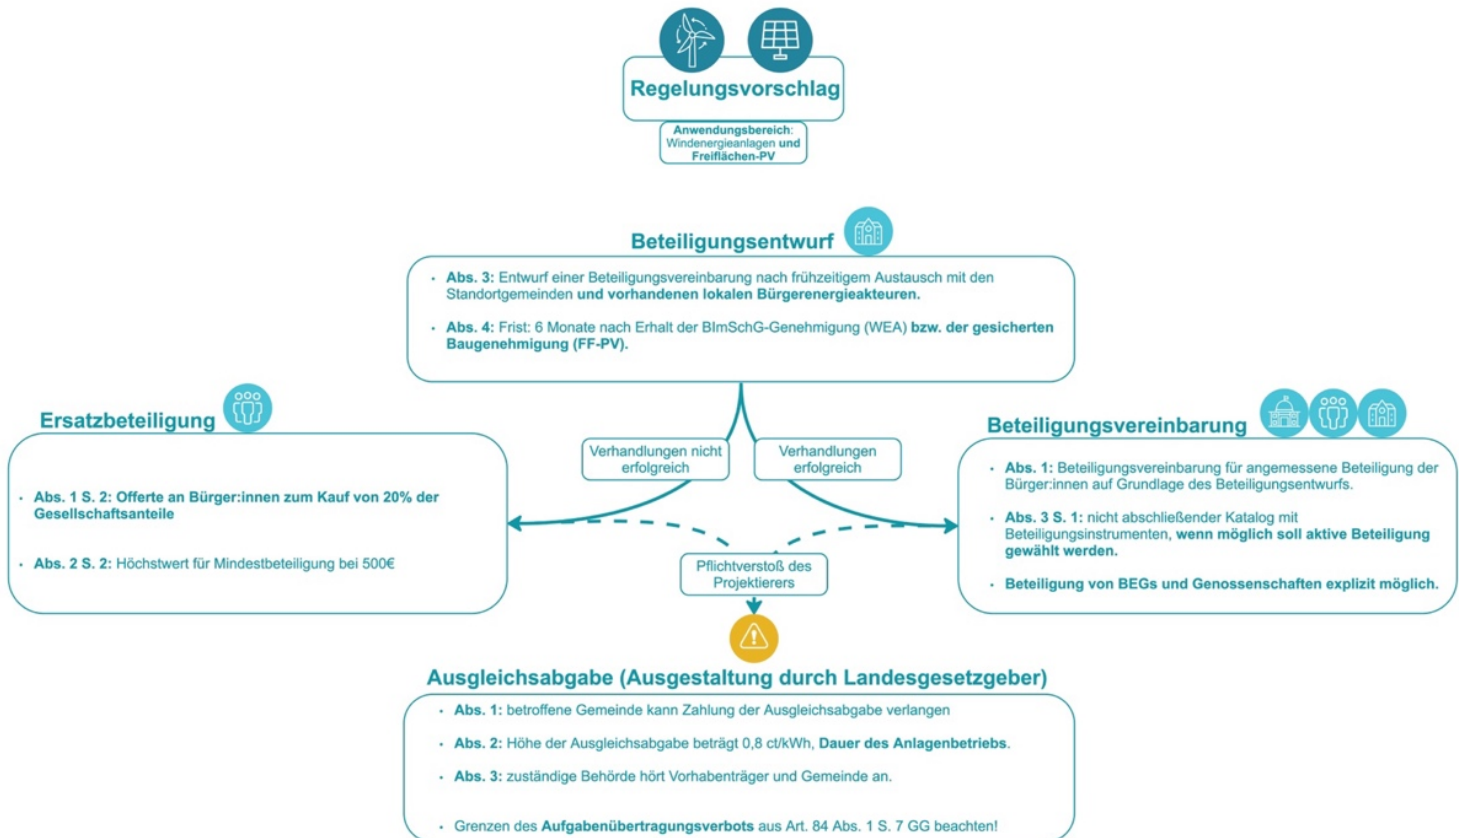 Regelungsvorschlag
Anwendungsbereich:
Windenergieanlagen und
Freiflächen-PV
Beteiligungsentwurf
· Abs. 3: Entwurf einer Beteiligungsvereinbarung nach frühzeitigem Austausch mit den
Standortgemeinden und vorhandenen lokalen Bürgerenergieakteuren.
· Abs. 4: Frist: 6 Monate nach Erhalt der BImSchG-Genehmigung (WEA) bzw. der gesicherten
Baugenehmigung (FF-PV).
Verhandlungen nicht
erfolgreich
Verhandlungen
erfolgreich
Ersatzbeteiligung
· Abs. 1 S. 2: Offerte an Bürger:innen zum Kauf von 20% der
Gesellschaftsanteile
· Abs. 2 S. 2: Höchstwert für Mindestbeteiligung bei 500€
Beteiligungsvereinbarung
· Abs. 1: Beteiligungsvereinbarung für angemessene Beteiligung der
Bürger:innen auf Grundlage des Beteiligungsentwurfs.
· Abs. 3 S. 1: nicht abschließender Katalog mit
Beteiligungsinstrumenten, wenn möglich soll aktive Beteiligung
gewählt werden.
· Beteiligung von BEGs und Genossenschaften explizit möglich.
Pflichtverstoß des
Projektierers
Ausgleichsabgabe (Ausgestaltung durch Landesgesetzgeber)
· Abs. 1: betroffene Gemeinde kann Zahlung der Ausgleichsabgabe verlangen
· Abs. 2: Höhe der Ausgleichsabgabe beträgt 0,8 ct/kWh, Dauer des Anlagenbetriebs.
· Abs. 3: zuständige Behörde hört Vorhabenträger und Gemeinde an.
· Grenzen des Aufgabenübertragungsverbots aus Art. 84 Abs. 1 S. 7 GG beachten!